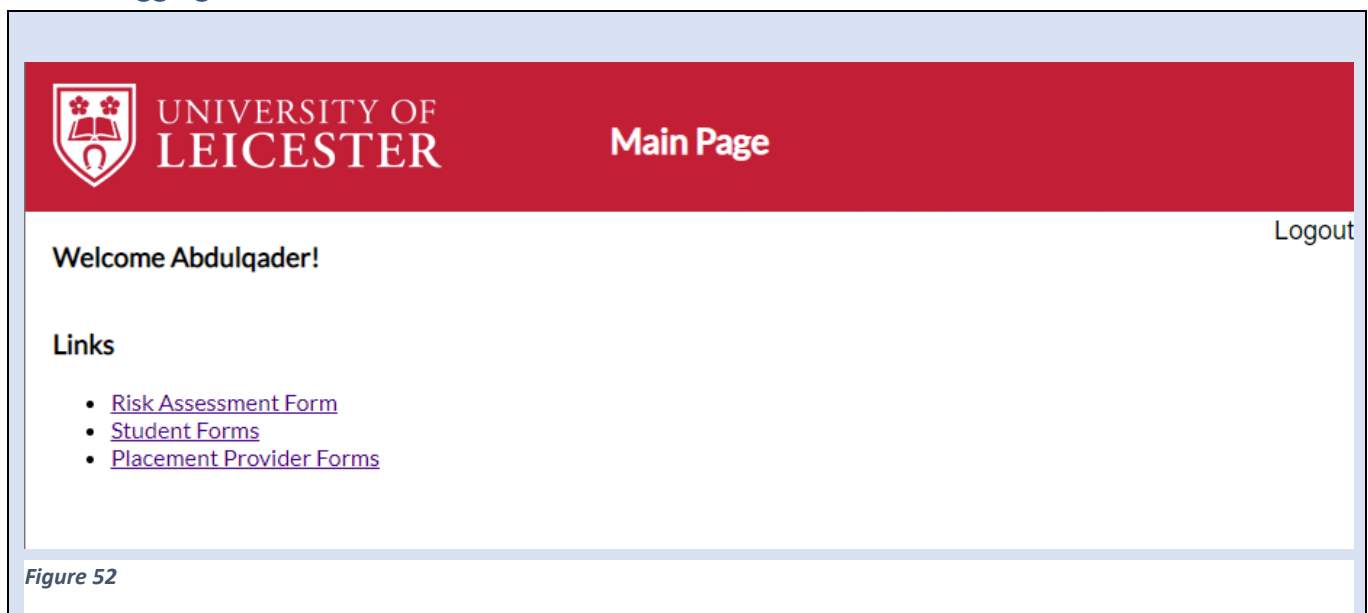 UNIVERSITY OF
LEICESTER
Main Page
Logout
Welcome Abdulqader!
Links
• Risk Assessment Form
• Student Forms
• Placement Provider Forms
Figure 52